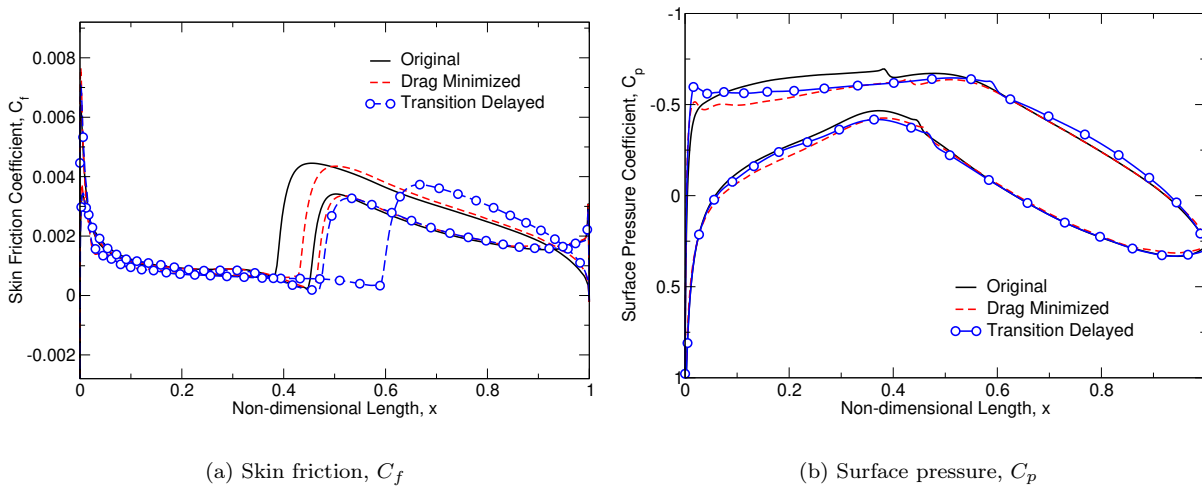 0.008
0.006
0.004
0.002
0
-0.002
Skin Friction Coefficient, C_f
Original
Drag Minimized
Transition Delayed
0 0.2 0.4 0.6 0.8 1
Non-dimensional Length, x
(a) Skin friction, C_f
-1
-0.5
0
0.5
1
Surface Pressure Coefficient, C_p
Original
Drag Minimized
Transition Delayed
0 0.2 0.4 0.6 0.8
Non-dimensional Length, x
(b) Surface pressure, C_p